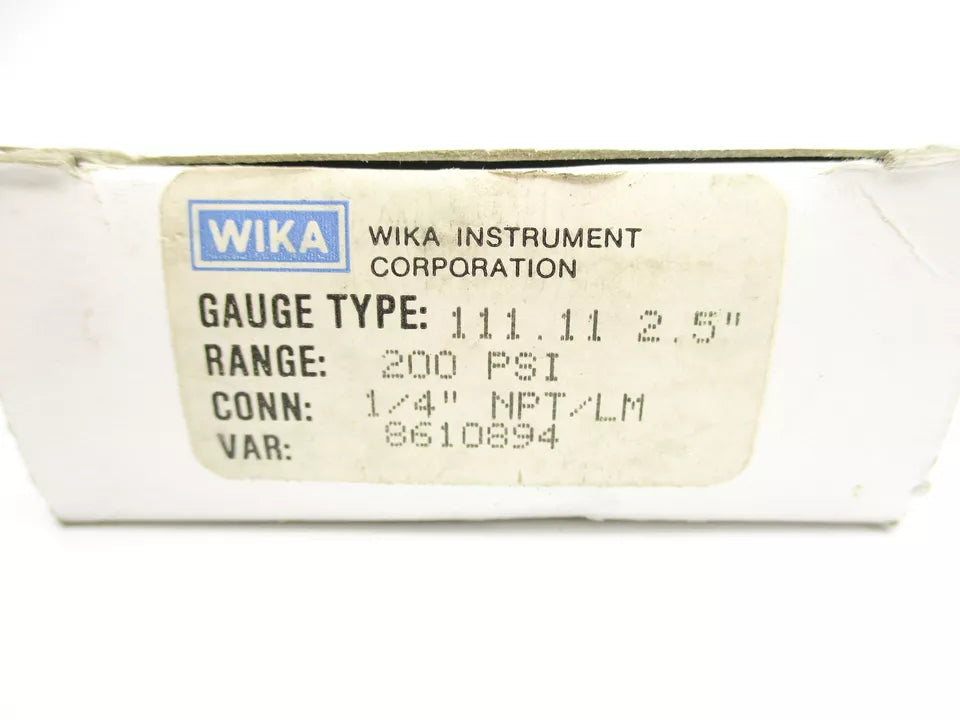 WIKA
WIKA INSTRUMENT
CORPORATION
GAUGE TYPE: 111.11 2.5"
RANGE: 200 PSI
CONN: 1/4" NPT/LM
VAR: 8610894